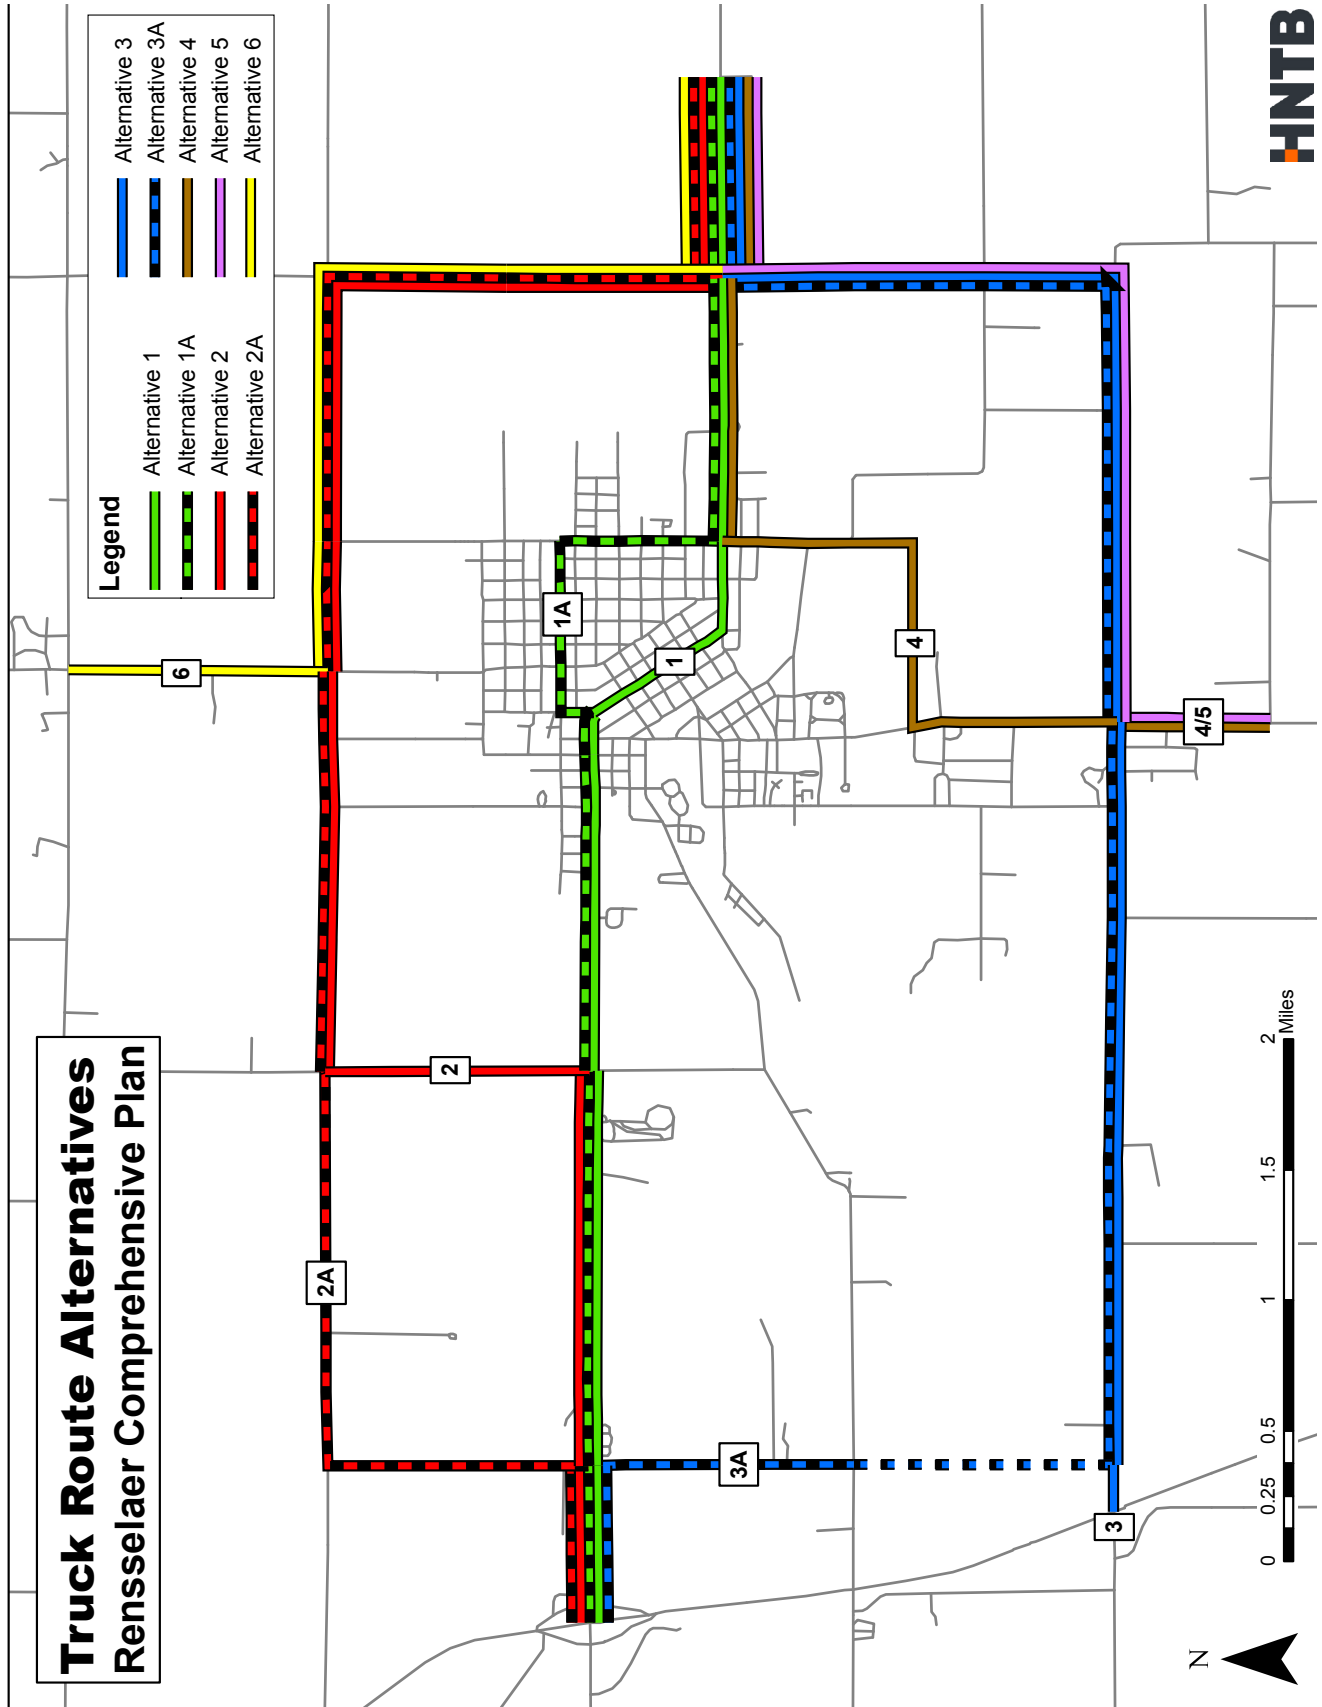 Truck Route Alternatives
Rensselaer Comprehensive Plan
Legend
Alternative 1
Alternative 1A
Alternative 2
Alternative 2A
Alternative 3
Alternative 3A
Alternative 4
Alternative 5
Alternative 6
6
2A
2
1A
1
4
3A
3
4/5
N
0 0.25 0.5 1 1.5 2
Miles
HNTB